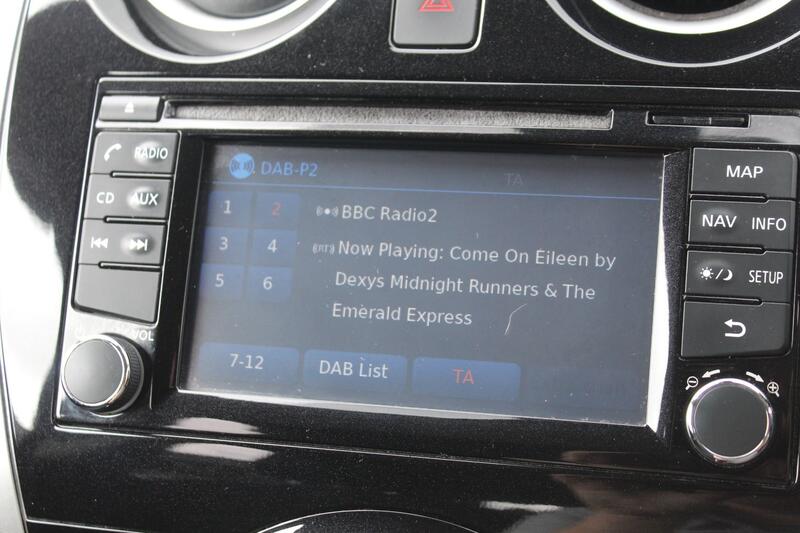 RADIO
CD AUX
VOL
DAB-P2
TA
1 2
3 4
5 6
BBC Radio2
(RT) Now Playing: Come On Eileen by
Dexys Midnight Runners & The
Emerald Express
7-12 DAB List TA
MAP
NAV INFO
SETUP